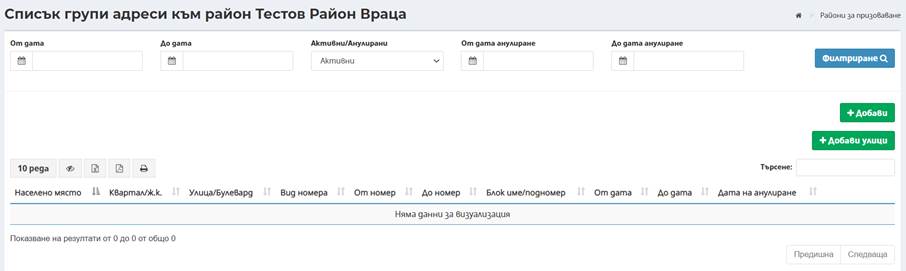 Списък групи адреси към район Тестов Район Враца
Райони за призоваване
От дата До дата Активни/Анулирани От дата анулиране До дата анулиране
Активни
Филтриране
+ Добави
+ Добави улици
10 реда
Търсене:
Населено място Квартал/ж.к. Улица/Булевард Вид номера От номер До номер Блок име/подномер От дата До дата Дата на анулиране
Няма данни за визуализация
Показване на резултати от 0 до 0 от общо 0
Предишна Следваща